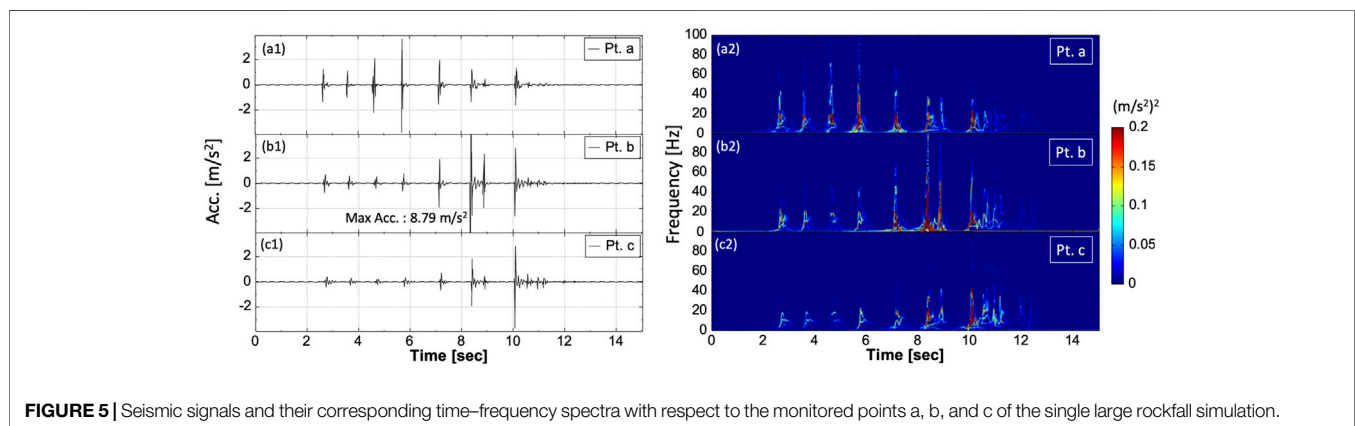 (a1)
Pt. a
2
0
-2
(b1)
Pt. b
2
0
-2
Max Acc. : 8.79 m/s²
(c1)
Pt. c
2
0
-2
Acc. [m/s²]
0 2 4 6 8 10 12 14
Time [sec]
(a2)
Pt. a
100
80
60
40
20
0
(b2)
Pt. b
80
60
40
20
0
(c2)
Pt. c
80
60
40
20
0
Frequency [Hz]
0 2 4 6 8 10 12 14
Time [sec]
(m/s²)²
0.2
0.15
0.1
0.05
0
FIGURE 5 | Seismic signals and their corresponding time–frequency spectra with respect to the monitored points a, b, and c of the single large rockfall simulation.